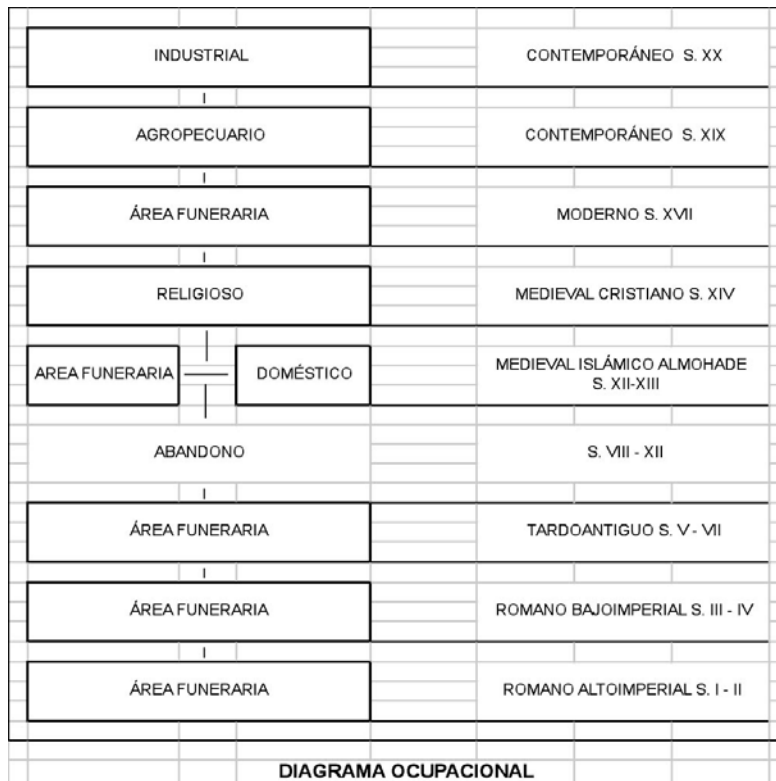 INDUSTRIAL CONTEMPORÁNEO S. XX
AGROPECUARIO CONTEMPORÁNEO S. XIX
ÁREA FUNERARIA MODERNO S. XVII
RELIGIOSO MEDIEVAL CRISTIANO S. XIV
AREA FUNERARIA DOMÉSTICO MEDIEVAL ISLÁMICO ALMOHADE
S. XII-XIII
ABANDONO S. VIII - XII
ÁREA FUNERARIA TARDOANTIGUO S. V - VII
ÁREA FUNERARIA ROMANO BAJOIMPERIAL S. III - IV
ÁREA FUNERARIA ROMANO ALTOIMPERIAL S. I - II
DIAGRAMA OCUPACIONAL